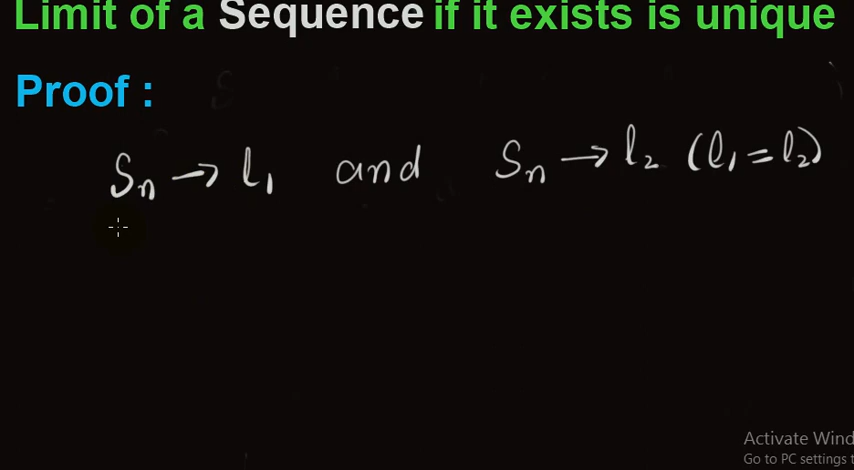 Limit of a Sequence if it exists is unique
Proof :
Sn → l₁ and Sn → l₂ (l₁ = l₂)
Activate Wind
Go to PC settings t